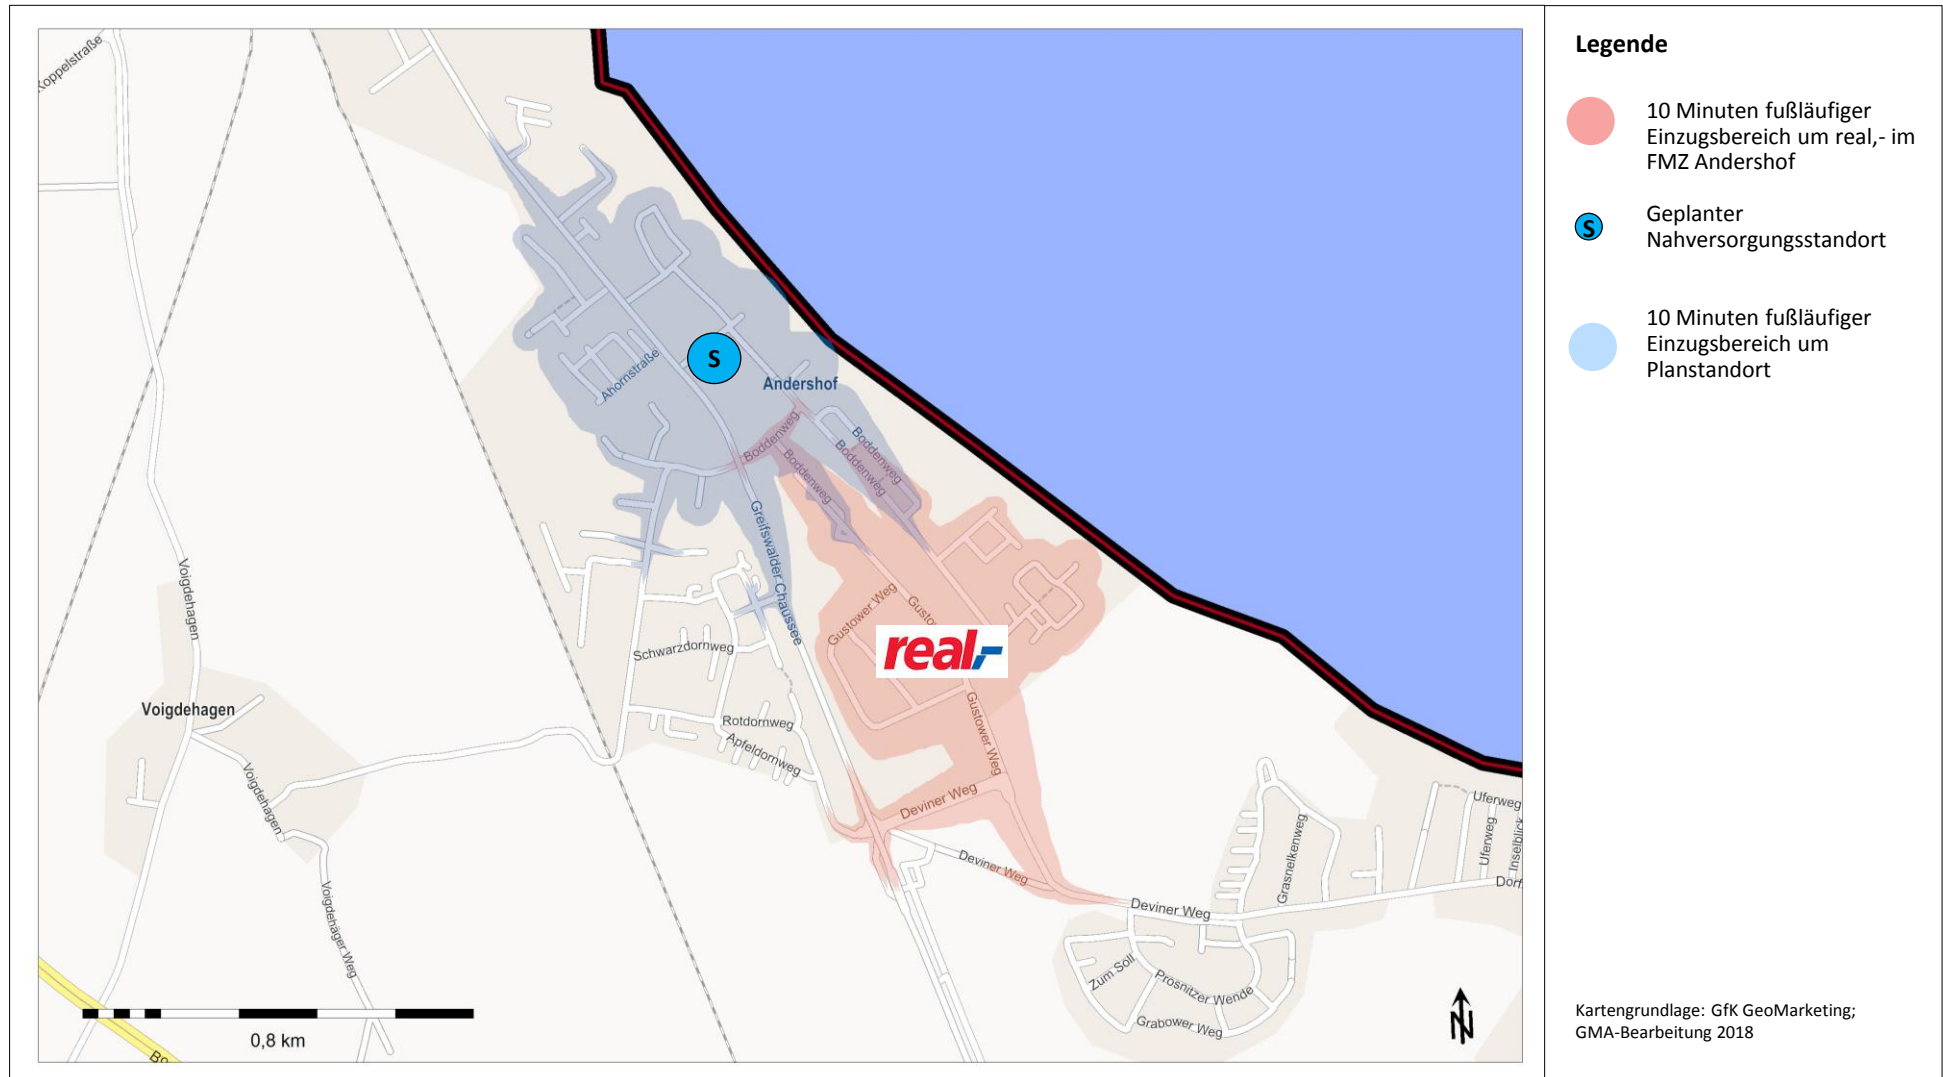 Koppelstraße
Ahornstraße
S
Andershof
Boddenweg
Boddenweg
Boddenweg
Boddenweg
Greifswalder Chaussee
Voigdehagen
Gustower Weg
real,-
Schwarzdornweg
Voigdehagen
Rotdornweg
Apfeldornweg
Gustower Weg
Voigdehagen
Deviner Weg
Deviner Weg
Deviner Weg
Uferweg
Uferweg
Inselblick
Grasnelkenweg
Voigdehäger Weg
Zum Soll
Prosnitzer Wende
Grabower Weg
0,8 km
N
Legende
10 Minuten fußläufiger
Einzugsbereich um real,- im
FMZ Andershof
S
Geplanter
Nahversorgungsstandort
10 Minuten fußläufiger
Einzugsbereich um
Planstandort
Kartengrundlage: GfK GeoMarketing;
GMA-Bearbeitung 2018